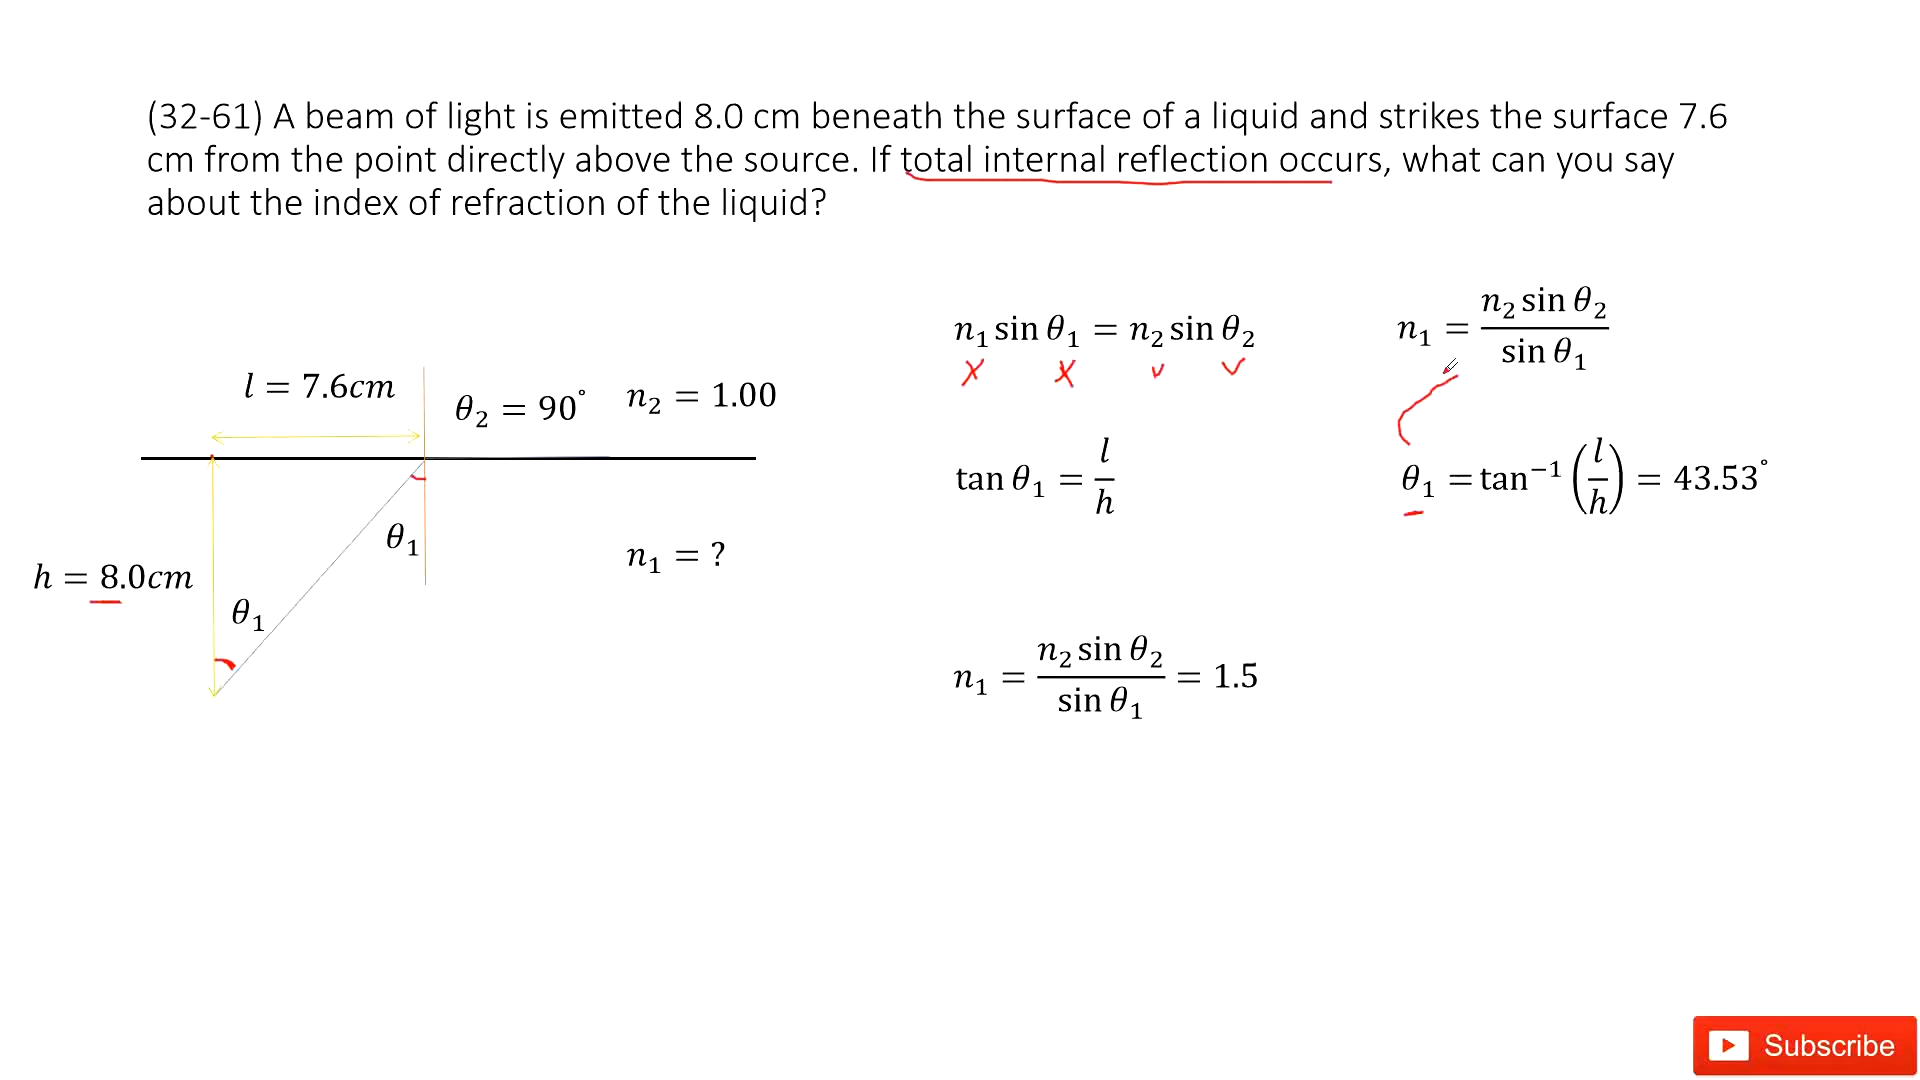 (32-61) A beam of light is emitted 8.0 cm beneath the surface of a liquid and strikes the surface 7.6
cm from the point directly above the source. If total internal reflection occurs, what can you say
about the index of refraction of the liquid?
l = 7.6cm
θ₂ = 90°
n₂ = 1.00
h = 8.0cm
θ₁
θ₁
n₁ = ?
n₁ sin θ₁ = n₂ sin θ₂
x x v v
n₁ = n₂ sin θ₂ / sin θ₁
tan θ₁ = l / h
θ₁ = tan⁻¹ (l / h) = 43.53°
n₁ = n₂ sin θ₂ / sin θ₁ = 1.5
Subscribe